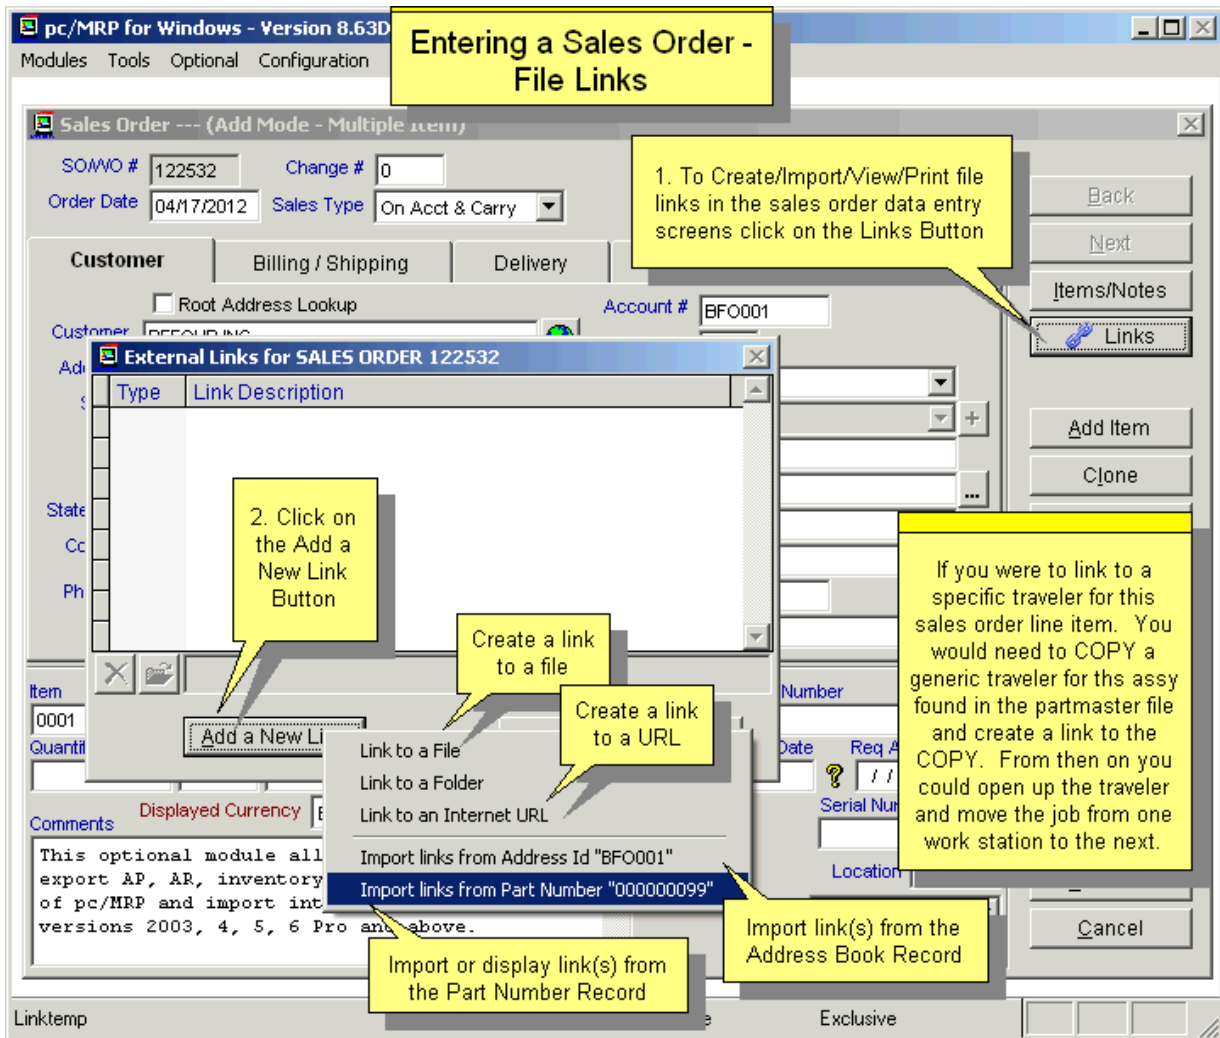 pc/MRP for Windows - Version 8.63D
Entering a Sales Order -
File Links
Modules Tools Optional Configuration
Sales Order --- (Add Mode - Multiple Item)
SO/WO # 122532 Change # 0
Order Date 04/17/2012 Sales Type On Acct & Carry
1. To Create/Import/View/Print file
links in the sales order data entry
screens click on the Links Button
Back
Next
Items/Notes
Links
Add Item
Clone
Customer Billing / Shipping Delivery
Root Address Lookup Account # BFO001
Customer
External Links for SALES ORDER 122532
Type Link Description
State
Ph
2. Click on
the Add a
New Link
Button
Create a link
to a file
Create a link
to a URL
If you were to link to a
specific traveler for this
sales order line item. You
would need to COPY a
generic traveler for ths assy
found in the partmaster file
and create a link to the
COPY. From then on you
could open up the traveler
and move the job from one
work station to the next.
Item Number
0001
Add a New Li
Date Req A
/ /
Link to a File
Link to a Folder
Link to an Internet URL
Import links from Address Id "BFO001"
Import links from Part Number "000000099"
Displayed Currency
Serial Nu
Location
Comments
This optional module all
export AP, AR, inventory
of pc/MRP and import int
versions 2003, 4, 5, 6 Pro and above.
Import link(s) from the
Address Book Record
Import or display link(s) from
the Part Number Record
Cancel
Linktemp Exclusive